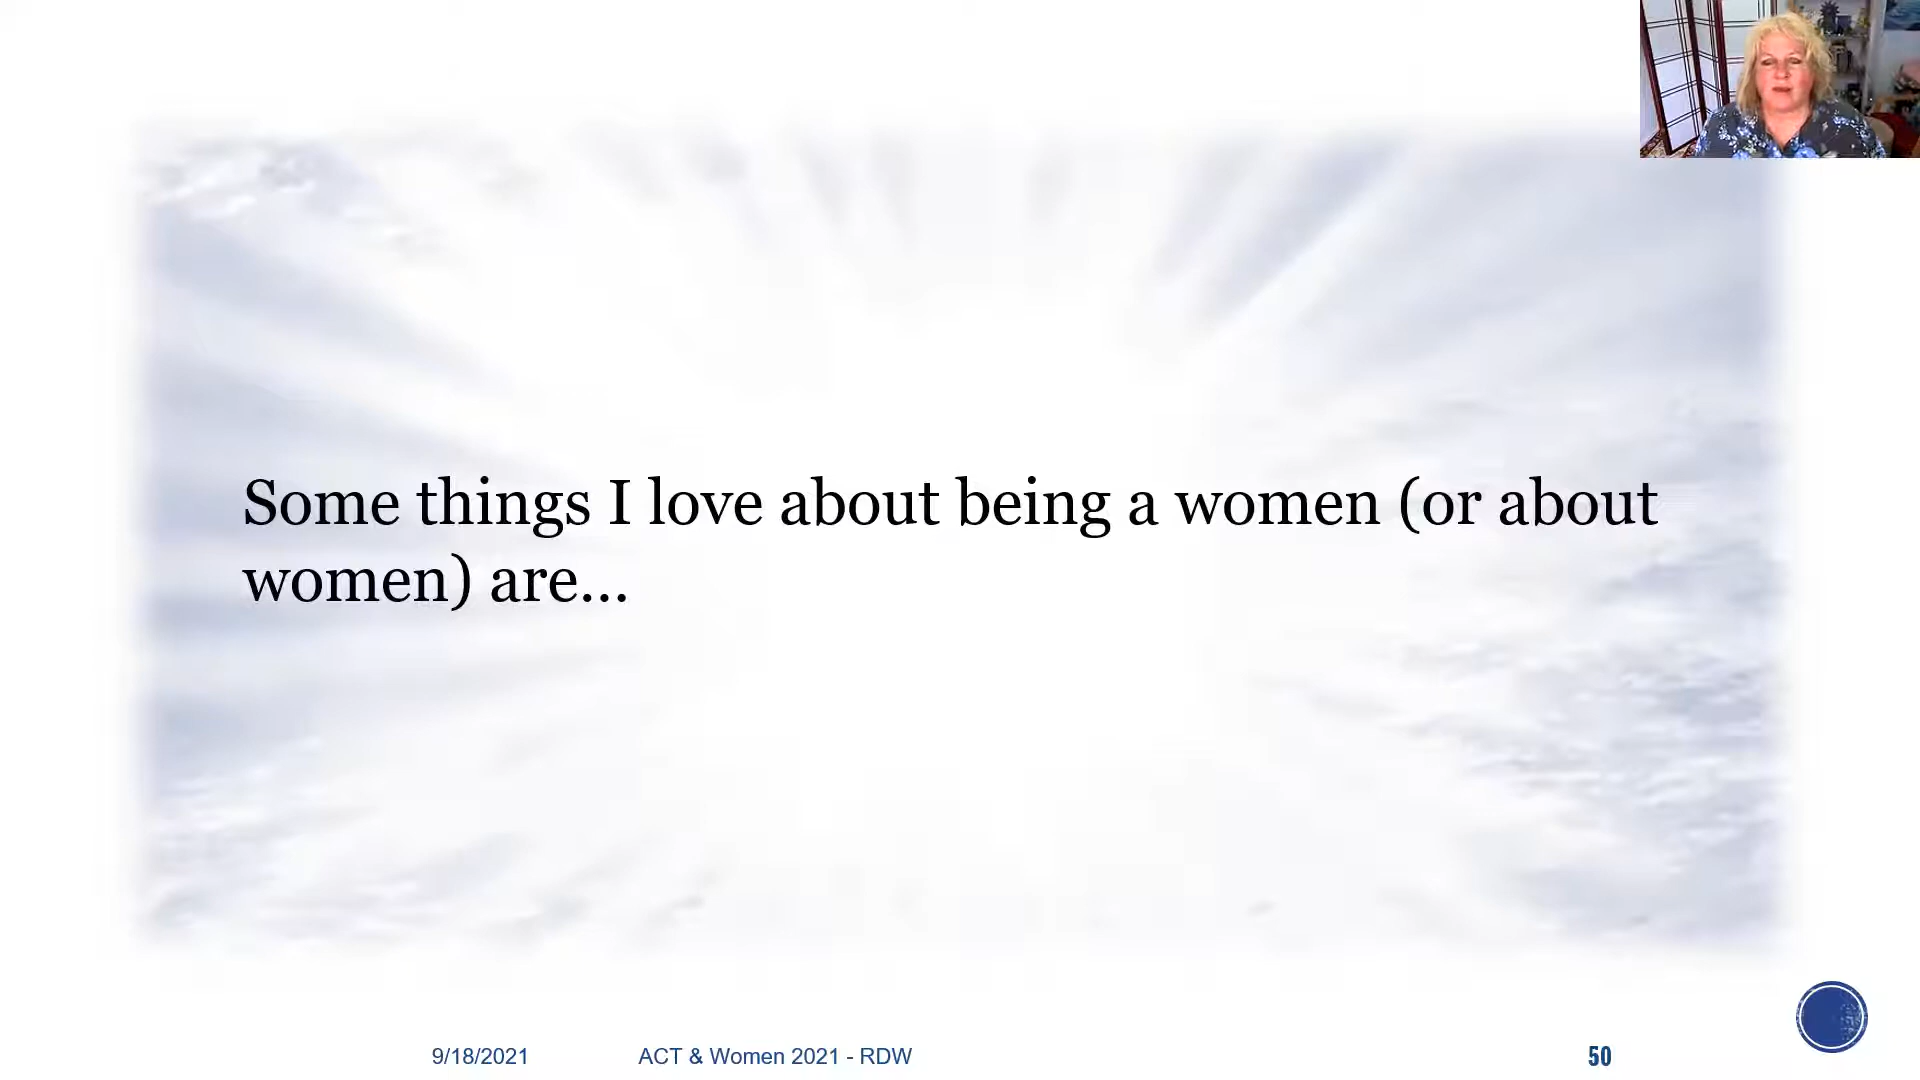 Some things I love about being a women (or about
women) are...
9/18/2021
ACT & Women 2021 - RDW
50